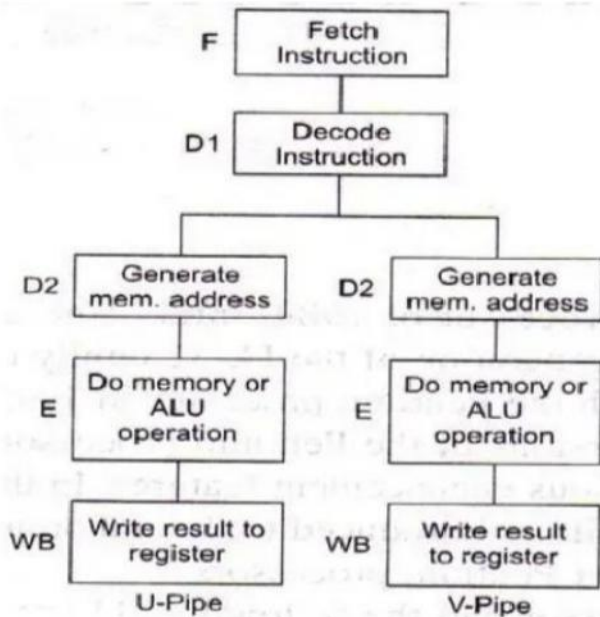 F
Fetch
Instruction
D1
Decode
Instruction
D2
Generate
mem. address
D2
Generate
mem. address
E
Do memory or
ALU
operation
E
Do memory or
ALU
operation
WB
Write result to
register
WB
Write result
to register
U-Pipe
V-Pipe